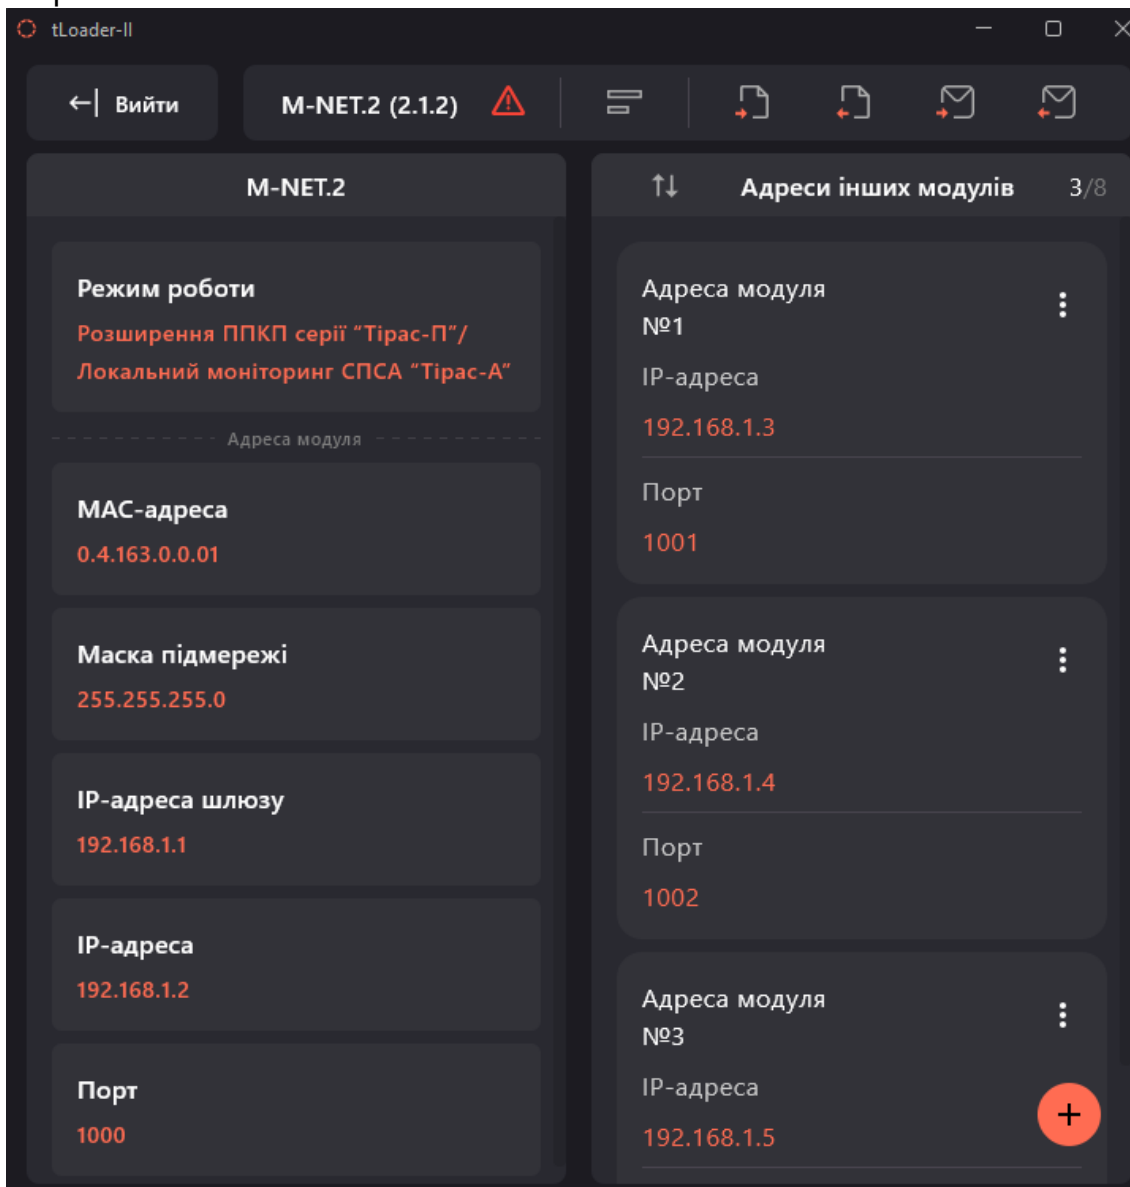 tLoader-II
Вийти
M-NET.2 (2.1.2)
M-NET.2
Режим роботи
Розширення ППКП серії "Тірас-П"/
Локальний моніторинг СПСА "Тірас-А"
Адреса модуля
MAC-адреса
0.4.163.0.0.01
Маска підмережі
255.255.255.0
IP-адреса шлюзу
192.168.1.1
IP-адреса
192.168.1.2
Порт
1000
Адреси інших модулів 3/8
Адреса модуля
№1
IP-адреса
192.168.1.3
Порт
1001
Адреса модуля
№2
IP-адреса
192.168.1.4
Порт
1002
Адреса модуля
№3
IP-адреса
192.168.1.5